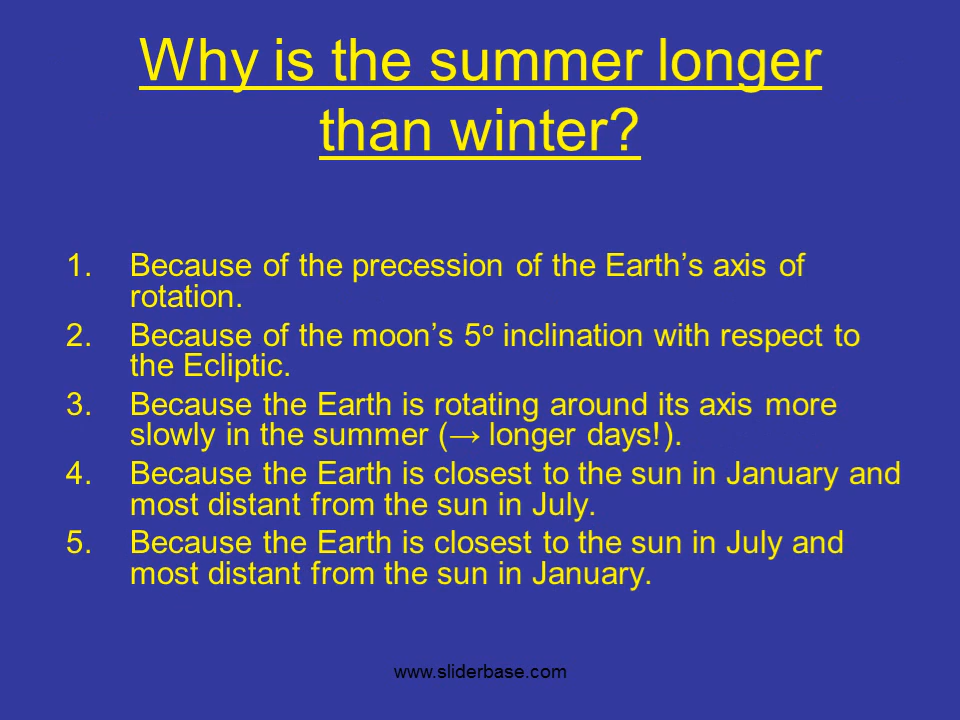 Why is the summer longer
than winter?
1. Because of the precession of the Earth’s axis of
rotation.
2. Because of the moon’s 5º inclination with respect to
the Ecliptic.
3. Because the Earth is rotating around its axis more
slowly in the summer (→ longer days!).
4. Because the Earth is closest to the sun in January and
most distant from the sun in July.
5. Because the Earth is closest to the sun in July and
most distant from the sun in January.
www.sliderbase.com